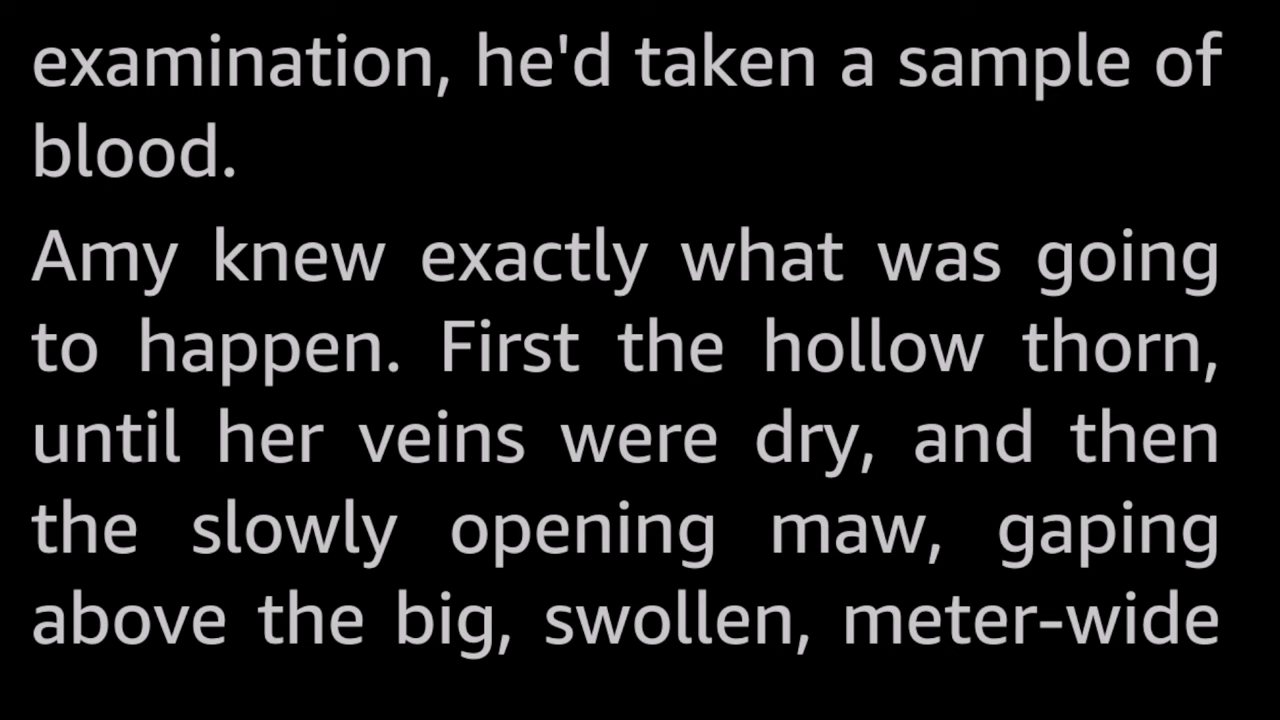 examination, he'd taken a sample of
blood.
Amy knew exactly what was going
to happen. First the hollow thorn,
until her veins were dry, and then
the slowly opening maw, gaping
above the big, swollen, meter-wide